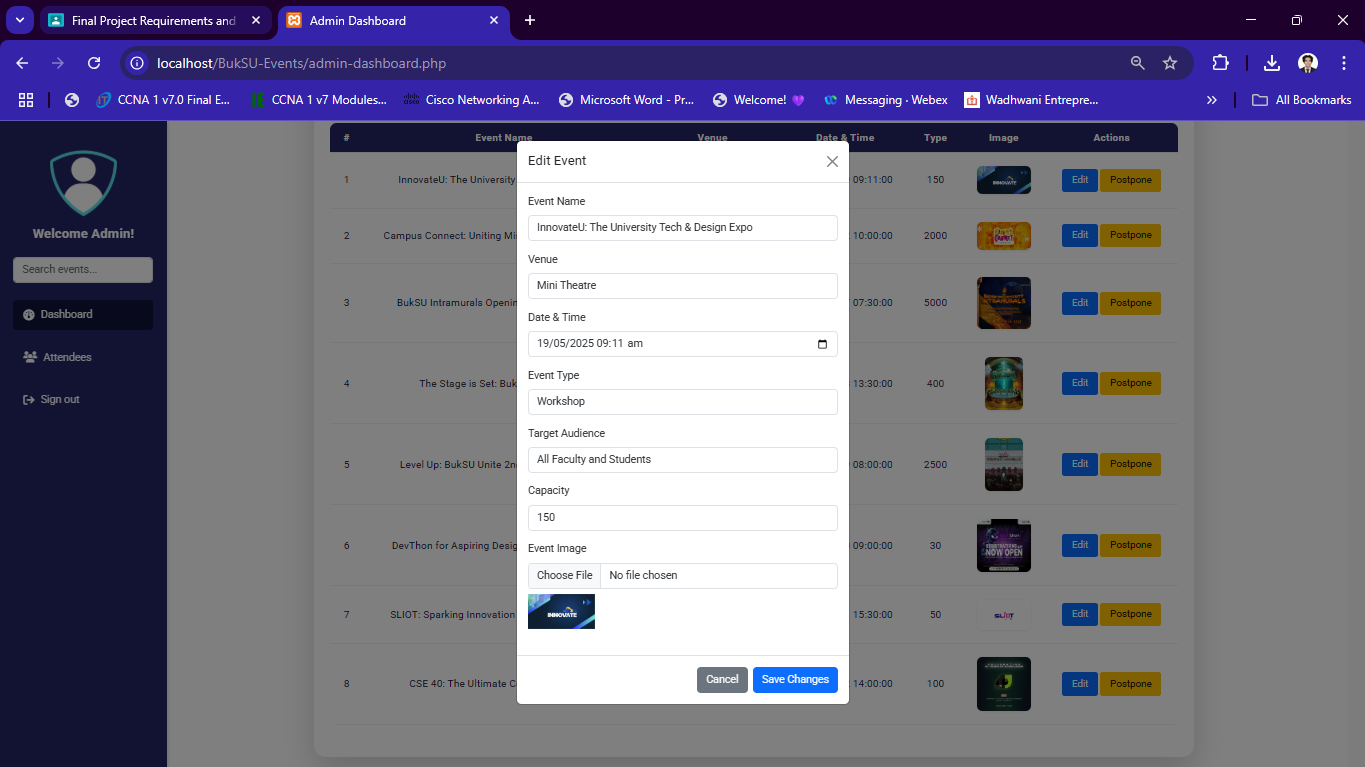 Final Project Requirements and
Admin Dashboard
localhost/BukSU-Events/admin-dashboard.php
CCNA 1 v7.0 Final E...
CCNA 1 v7 Modules...
Cisco Networking A...
Microsoft Word - Pr...
Welcome! 💜
Messaging · Webex
Wadhwani Entrepre...
All Bookmarks
Welcome Admin!
Search events...
Dashboard
Attendees
Sign out
# Event Name Venue Date & Time Type Image Actions
1 InnovateU: The University 09:11:00 150 INNOVATE Edit Postpone
2 Campus Connect: Uniting Mi 10:00:00 2000 Edit Postpone
3 BukSU Intramurals Openin 07:30:00 5000 Edit Postpone
4 The Stage is Set: Buk 13:30:00 400 Edit Postpone
5 Level Up: BukSU Unite 2n 08:00:00 2500 Edit Postpone
6 DevThon for Aspiring Desig 09:00:00 30 NOW OPEN Edit Postpone
7 SLIOT: Sparking Innovation 15:30:00 50 SLIOT Edit Postpone
8 CSE 40: The Ultimate C 14:00:00 100 Edit Postpone
Edit Event
Event Name
InnovateU: The University Tech & Design Expo
Venue
Mini Theatre
Date & Time
19/05/2025 09:11 am
Event Type
Workshop
Target Audience
All Faculty and Students
Capacity
150
Event Image
Choose File No file chosen
INNOVATE
Cancel Save Changes